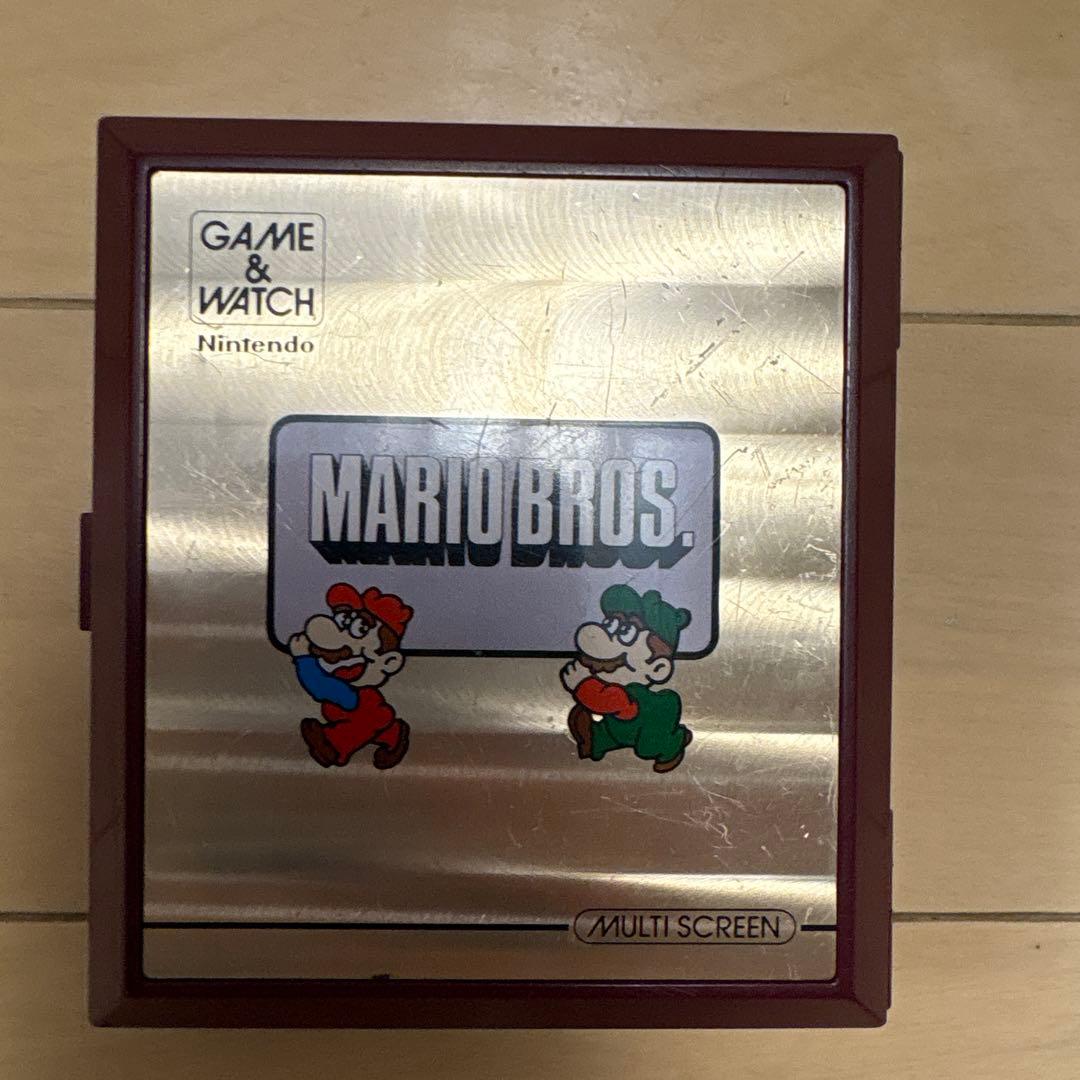 GAME
&
WATCH
Nintendo
MARIO BROS.
MULTI SCREEN